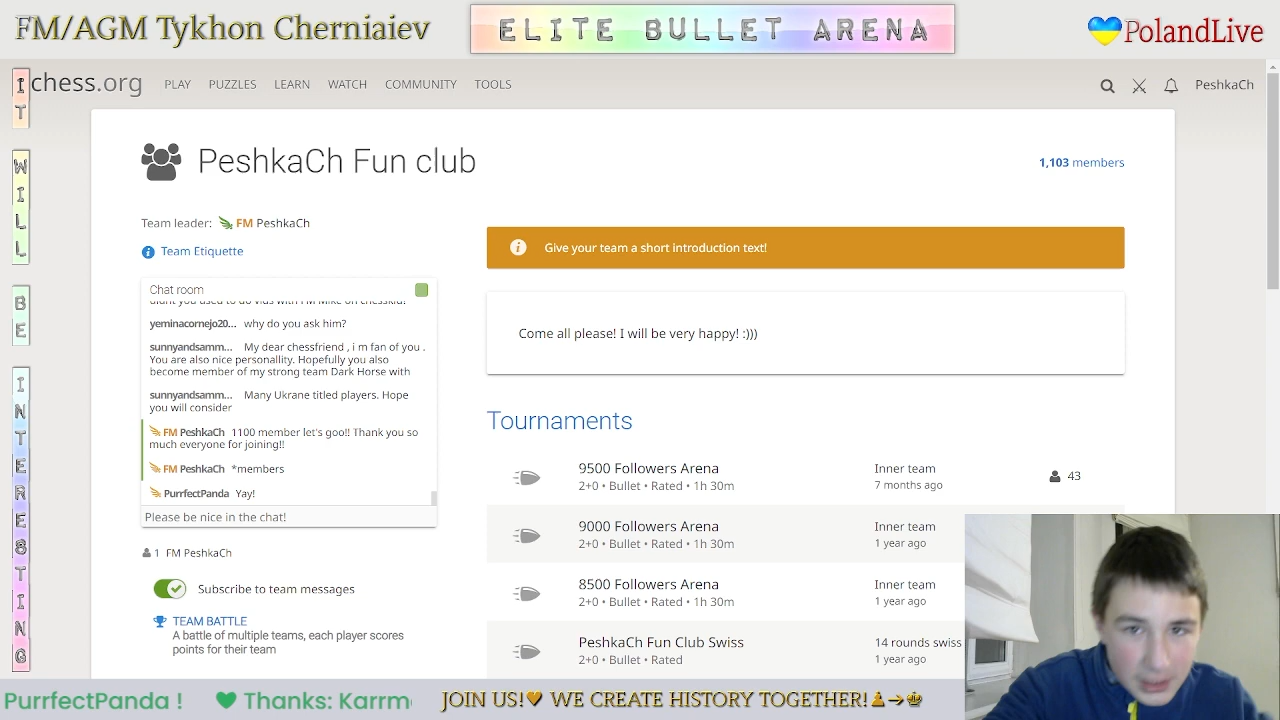 FM/AGM Tykhon Cherniaiev
ELITE BULLET ARENA
PolandLive
IT WILL BE INTERESTING
chess.org
PLAY PUZZLES LEARN WATCH COMMUNITY TOOLS
PeshkaCh
PeshkaCh Fun club
1,103 members
Team leader: FM PeshkaCh
Team Etiquette
Chat room
yeminacornejo20... why do you ask him?
sunnyandsamm... My dear chessfriend , i m fan of you .
You are also nice personallity. Hopefully you also
become member of my strong team Dark Horse with
sunnyandsamm... Many Ukrane titled players. Hope
you will consider
FM PeshkaCh 1100 member let's goo!! Thank you so
much everyone for joining!!
FM PeshkaCh *members
PurrfectPanda Yay!
Please be nice in the chat!
1 FM PeshkaCh
Subscribe to team messages
TEAM BATTLE
A battle of multiple teams, each player scores
points for their team
Give your team a short introduction text!
Come all please! I will be very happy! :)))
Tournaments
9500 Followers Arena
2+0 • Bullet • Rated • 1h 30m
Inner team
7 months ago
43
9000 Followers Arena
2+0 • Bullet • Rated • 1h 30m
Inner team
1 year ago
8500 Followers Arena
2+0 • Bullet • Rated • 1h 30m
Inner team
1 year ago
PeshkaCh Fun Club Swiss
2+0 • Bullet • Rated
14 rounds swiss
1 year ago
PurrfectPanda ! Thanks: Karrm
JOIN US! WE CREATE HISTORY TOGETHER!